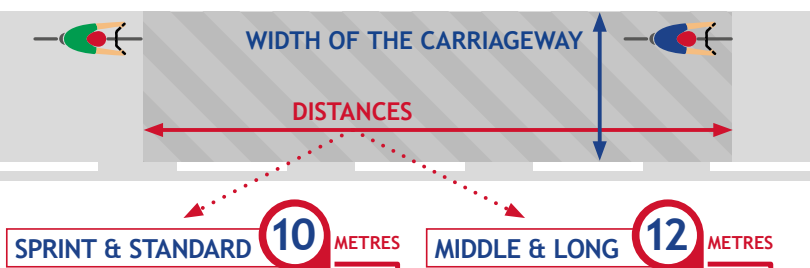 WIDTH OF THE CARRIAGEWAY
DISTANCES
SPRINT & STANDARD 10 METRES
MIDDLE & LONG 12 METRES